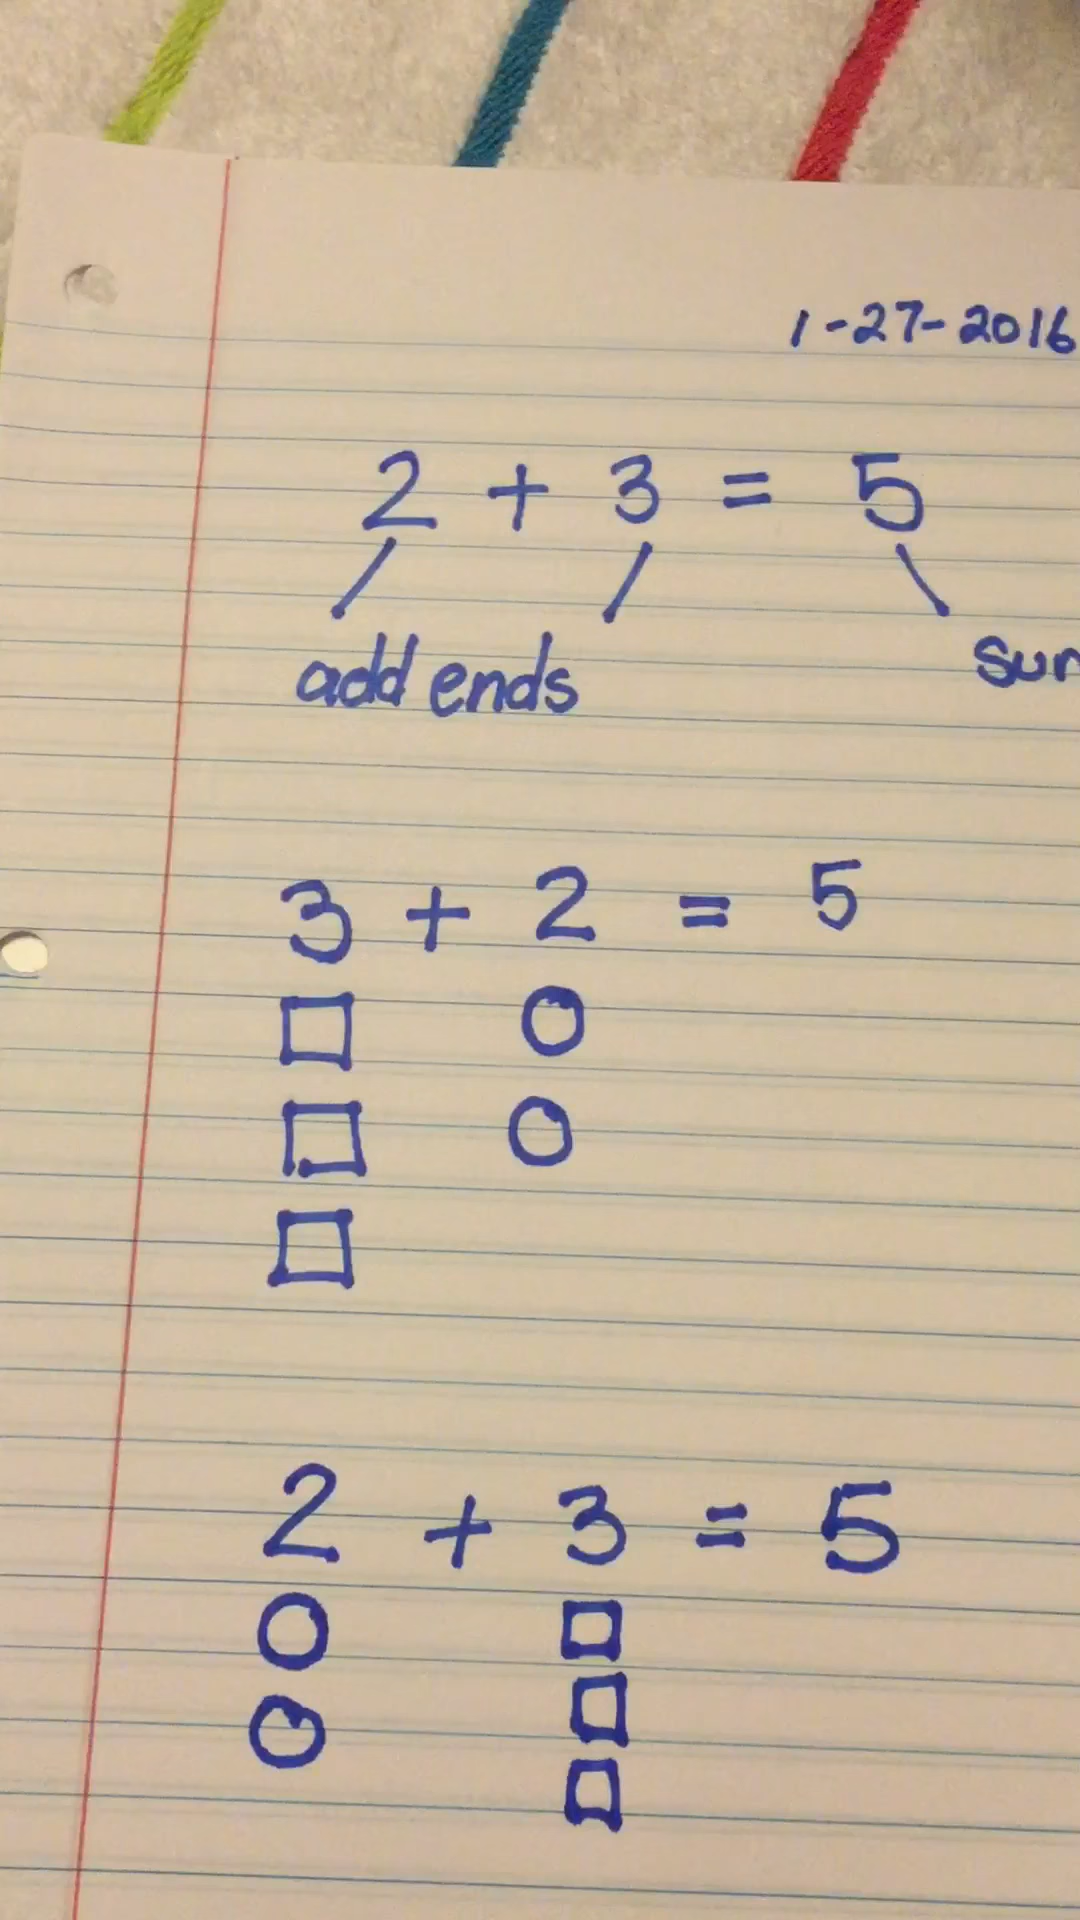 1-27-2016
2 + 3 = 5
add ends
3 + 2 = 5
2 + 3 = 5